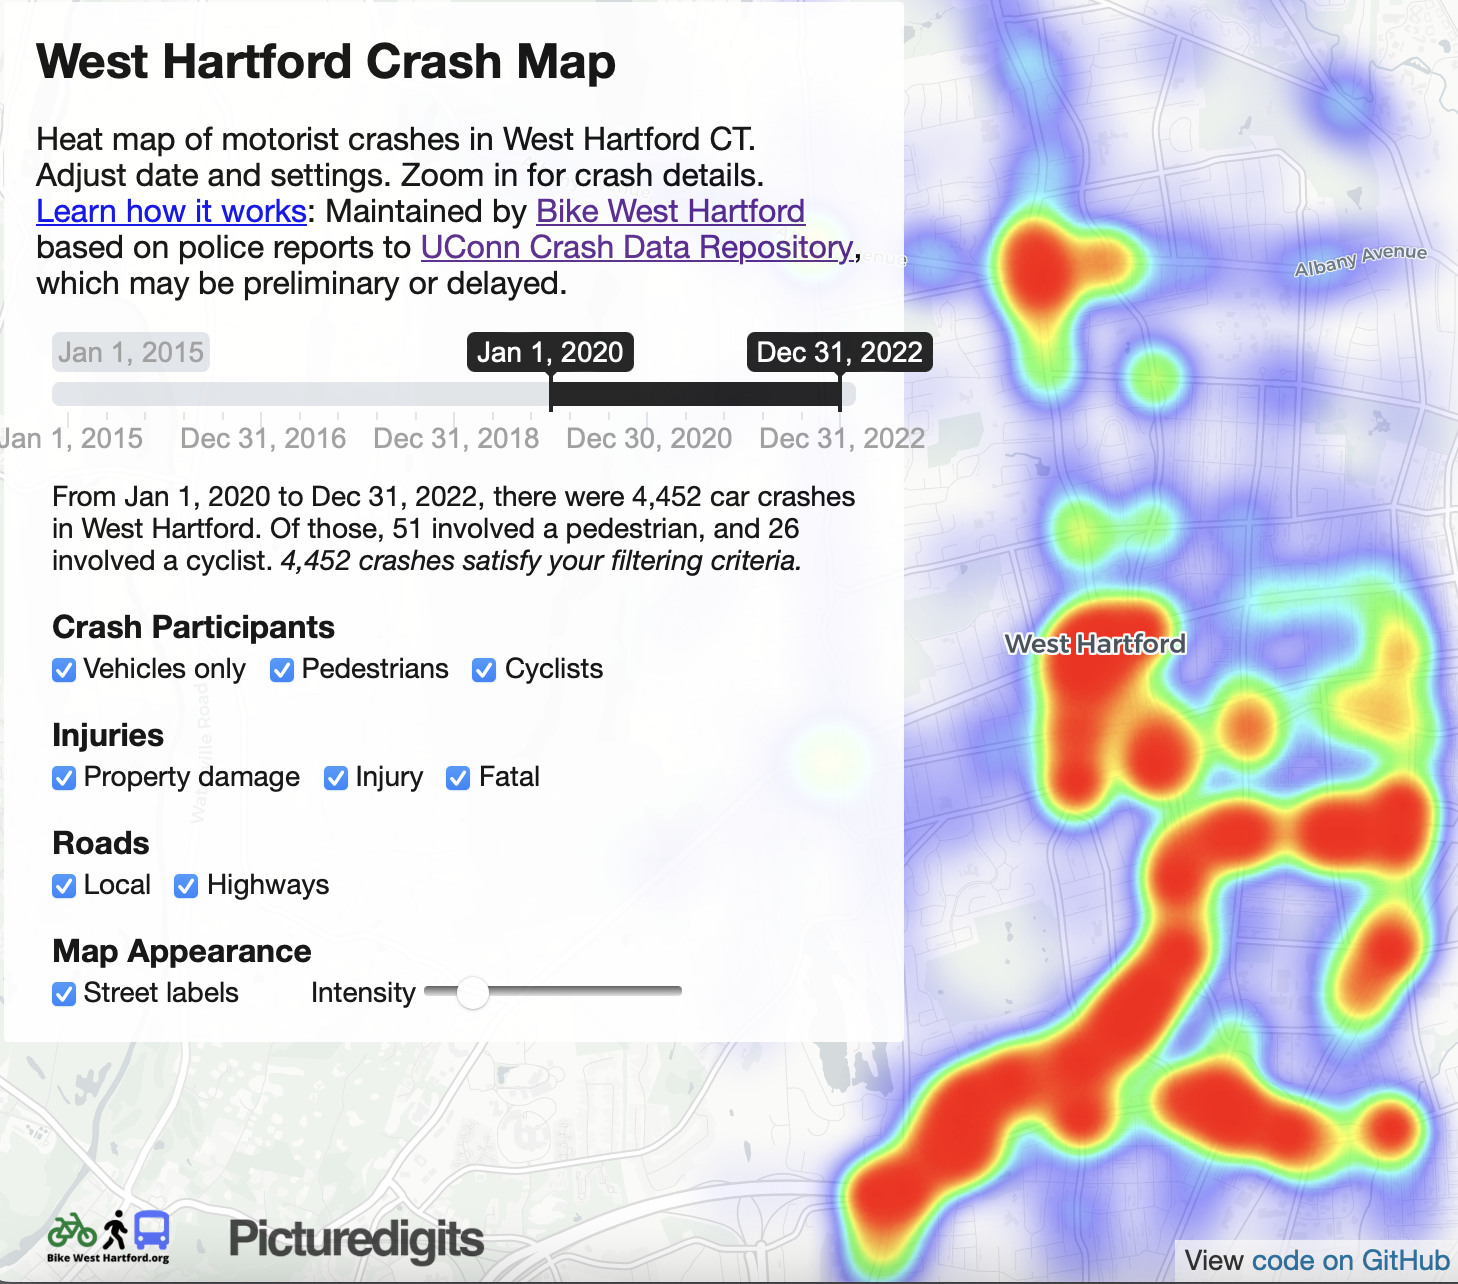 West Hartford Crash Map
Heat map of motorist crashes in West Hartford CT.
Adjust date and settings. Zoom in for crash details.
Learn how it works: Maintained by Bike West Hartford
based on police reports to UConn Crash Data Repository,
which may be preliminary or delayed.
Jan 1, 2015
Jan 1, 2020
Dec 31, 2022
Jan 1, 2015
Dec 31, 2016
Dec 31, 2018
Dec 30, 2020
Dec 31, 2022
From Jan 1, 2020 to Dec 31, 2022, there were 4,452 car crashes
in West Hartford. Of those, 51 involved a pedestrian, and 26
involved a cyclist. 4,452 crashes satisfy your filtering criteria.
Crash Participants
Vehicles only
Pedestrians
Cyclists
Injuries
Property damage
Injury
Fatal
Roads
Local
Highways
Map Appearance
Street labels
Intensity
Albany Avenue
West Hartford
Bike West Hartford.org
Picturedigits
View code on GitHub